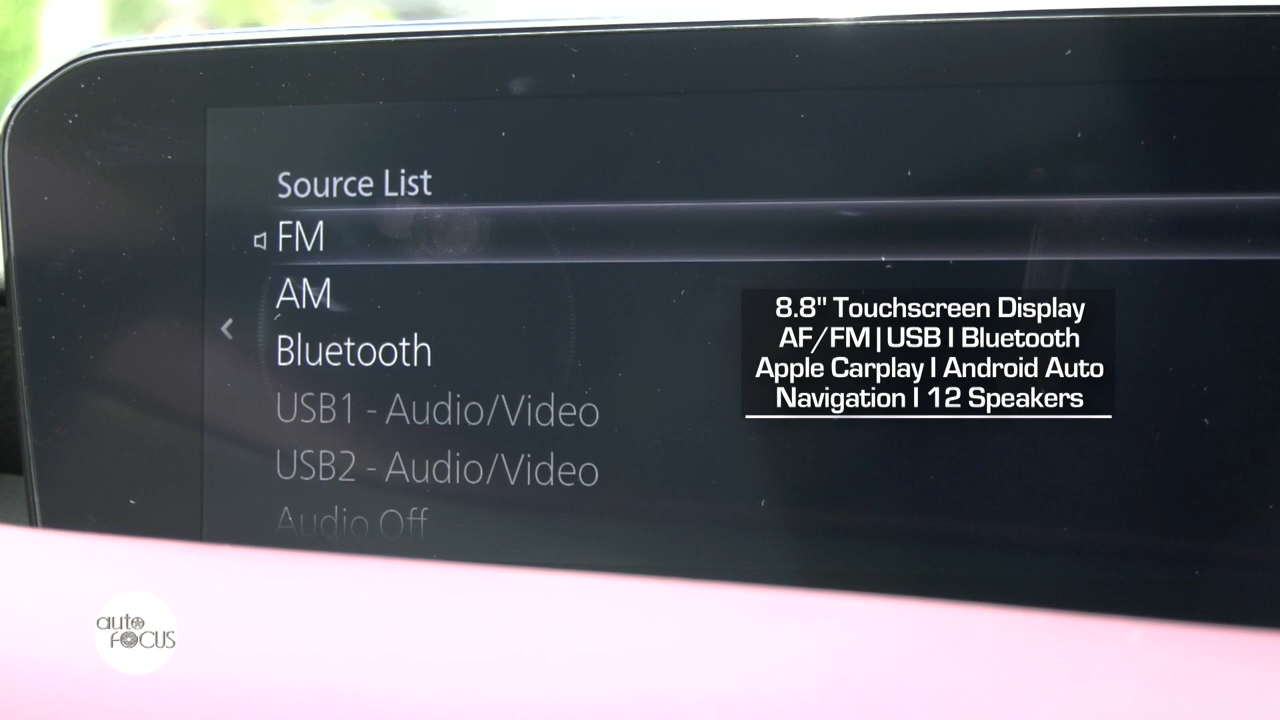 Source List
FM
AM
Bluetooth
USB1 - Audio/Video
USB2 - Audio/Video
Audio Off
8.8" Touchscreen Display
AF/FM|USB I Bluetooth
Apple Carplay I Android Auto
Navigation I 12 Speakers
auto
FOCUS